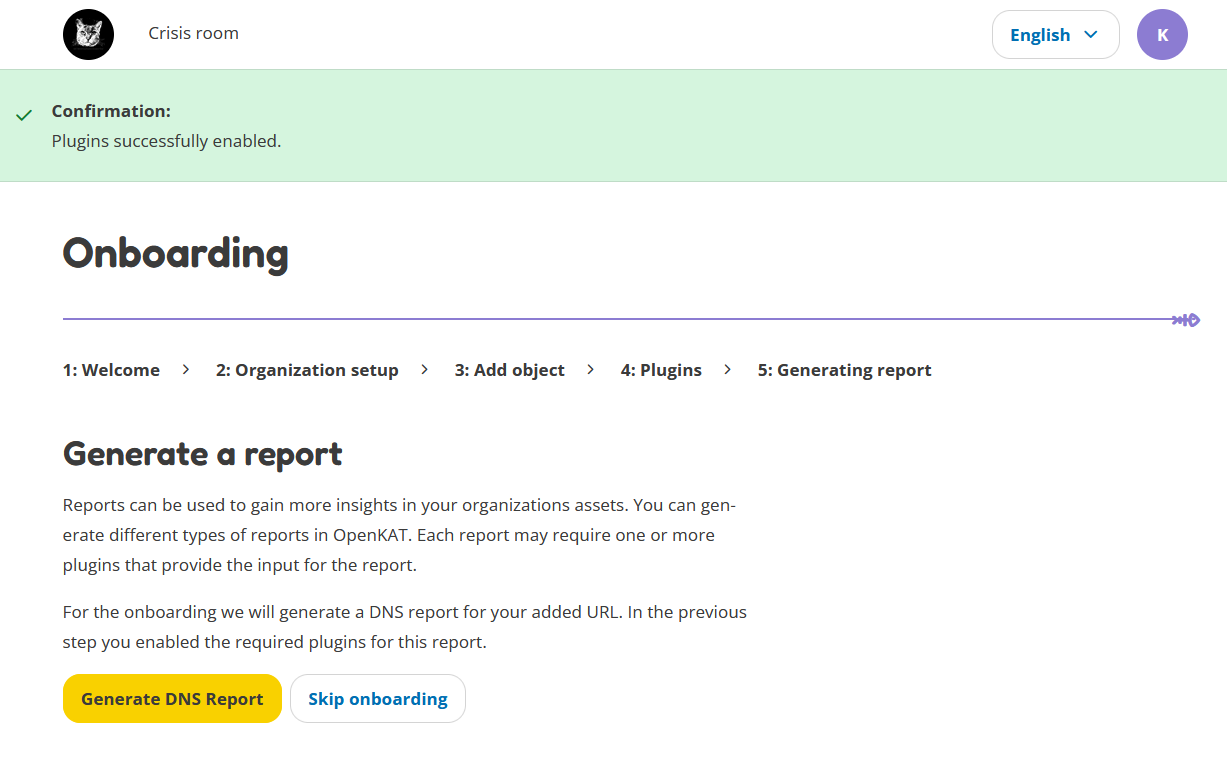 Crisis room
English
K
Confirmation:
Plugins successfully enabled.
Onboarding
1: Welcome > 2: Organization setup > 3: Add object > 4: Plugins > 5: Generating report
Generate a report
Reports can be used to gain more insights in your organizations assets. You can gen-
erate different types of reports in OpenKAT. Each report may require one or more
plugins that provide the input for the report.
For the onboarding we will generate a DNS report for your added URL. In the previous
step you enabled the required plugins for this report.
Generate DNS Report
Skip onboarding